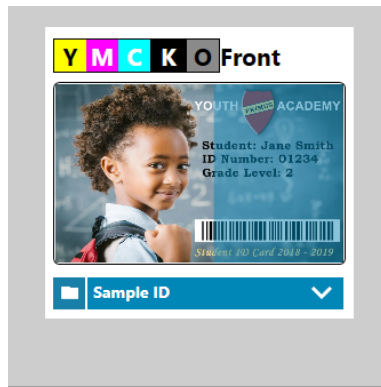 Y M C K O Front
YOUTH PRIMOS ACADEMY
Student: Jane Smith
ID Number: 01234
Grade Level: 2
Student ID Card 2018 - 2019
Sample ID